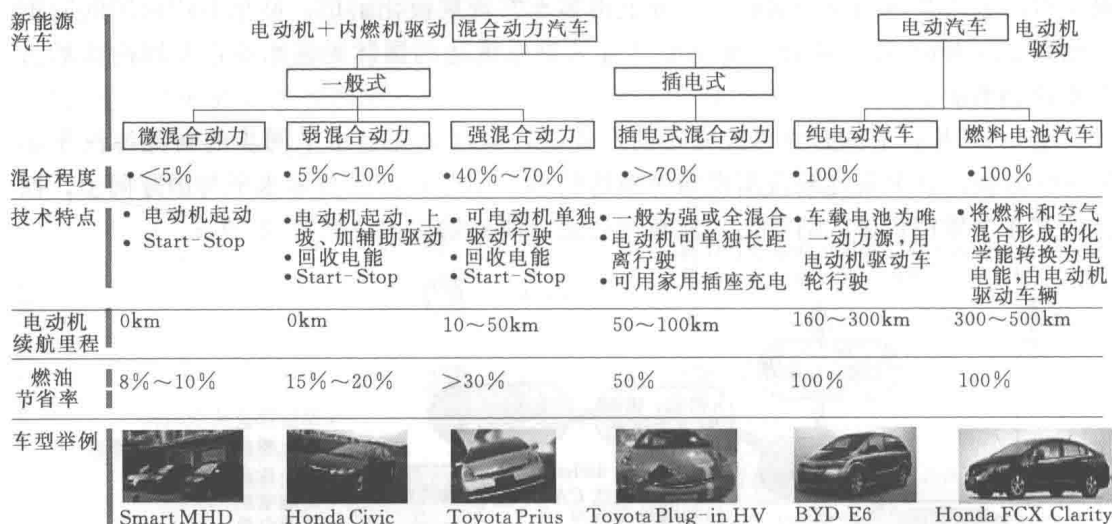 新能源
汽车
电动机＋内燃机驱动 混合动力汽车
电动汽车 电动机
驱动
一般式
插电式
微混合动力 弱混合动力 强混合动力 插电式混合动力 纯电动汽车 燃料电池汽车
混合程度 •＜5% •5%～10% 40%～70% •＞70% •100% •100%
技术特点
• 电动机起动
• Start-Stop
•电动机起动，上
坡、加辅助驱动
•回收电能
•Start-Stop
• 可电动机单独
驱动行驶
•回收电能
•Start-Stop
•一般为强或全混合
•电动机可单独长距
离行驶
•可用家用插座充电
•车载电池为唯
一动力源，用
电动机驱动车
轮行驶
•将燃料和空气
混合形成的化
学能转换为电
电能，由电动机
驱动车辆
电动机
续航里程
0km 0km 10～50km 50～100km 160～300km 300～500km
燃油
节省率
8%～10% 15%～20% ＞30% 50% 100% 100%
车型举例
Smart MHD Honda Civic Toyota Prius Toyota Plug-in HV BYD E6 Honda FCX Clarity